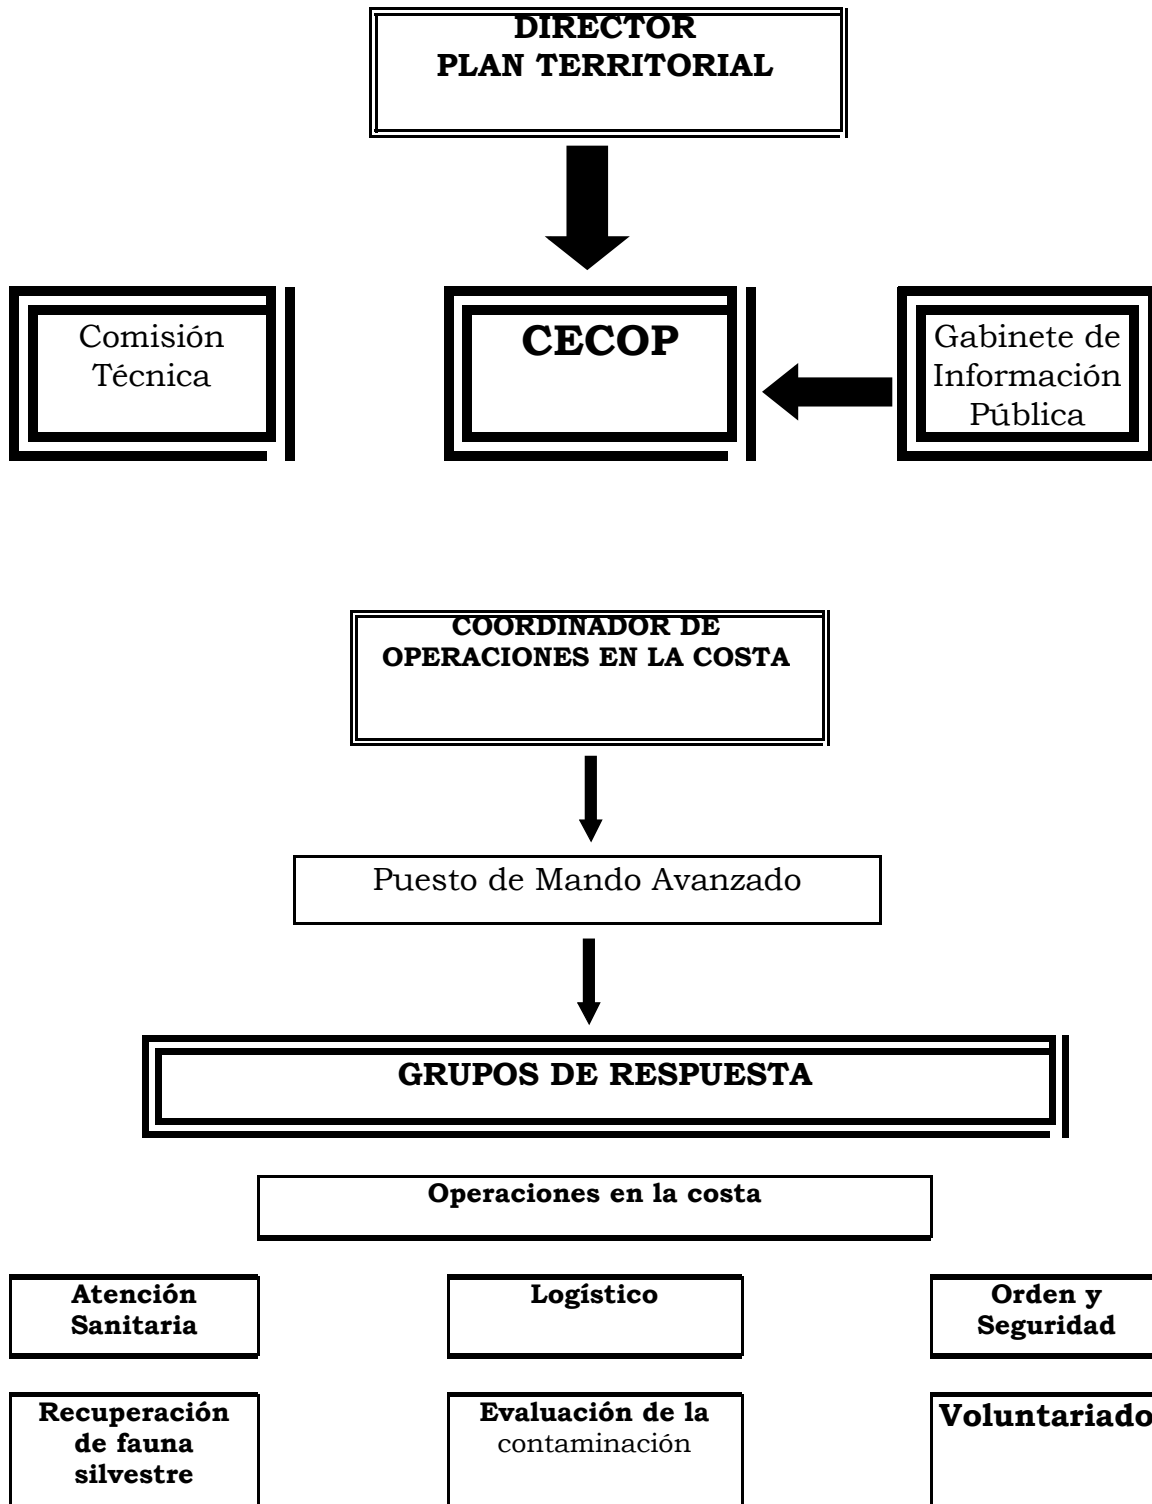 DIRECTOR
PLAN TERRITORIAL
Comisión
Técnica
CECOP
Gabinete de
Información
Pública
COORDINADOR DE
OPERACIONES EN LA COSTA
Puesto de Mando Avanzado
GRUPOS DE RESPUESTA
Operaciones en la costa
Atención
Sanitaria
Logístico
Orden y
Seguridad
Recuperación
de fauna
silvestre
Evaluación de la
contaminación
Voluntariado